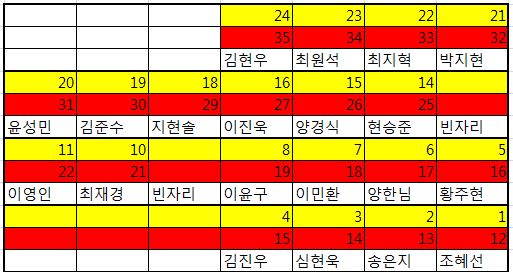 24 23 22 21
35 34 33 32
김현우 최원석 최지혁 박지현
20 19 18 16 15 14
31 30 29 27 26 25
윤성민 김준수 지현솔 이진욱 양경식 현승준 빈자리
11 10 8 7 6 5
22 21 19 18 17 16
이영인 최재경 빈자리 이윤구 이민환 양한님 황주현
4 3 2 1
15 14 13 12
김진우 심현욱 송은지 조혜선